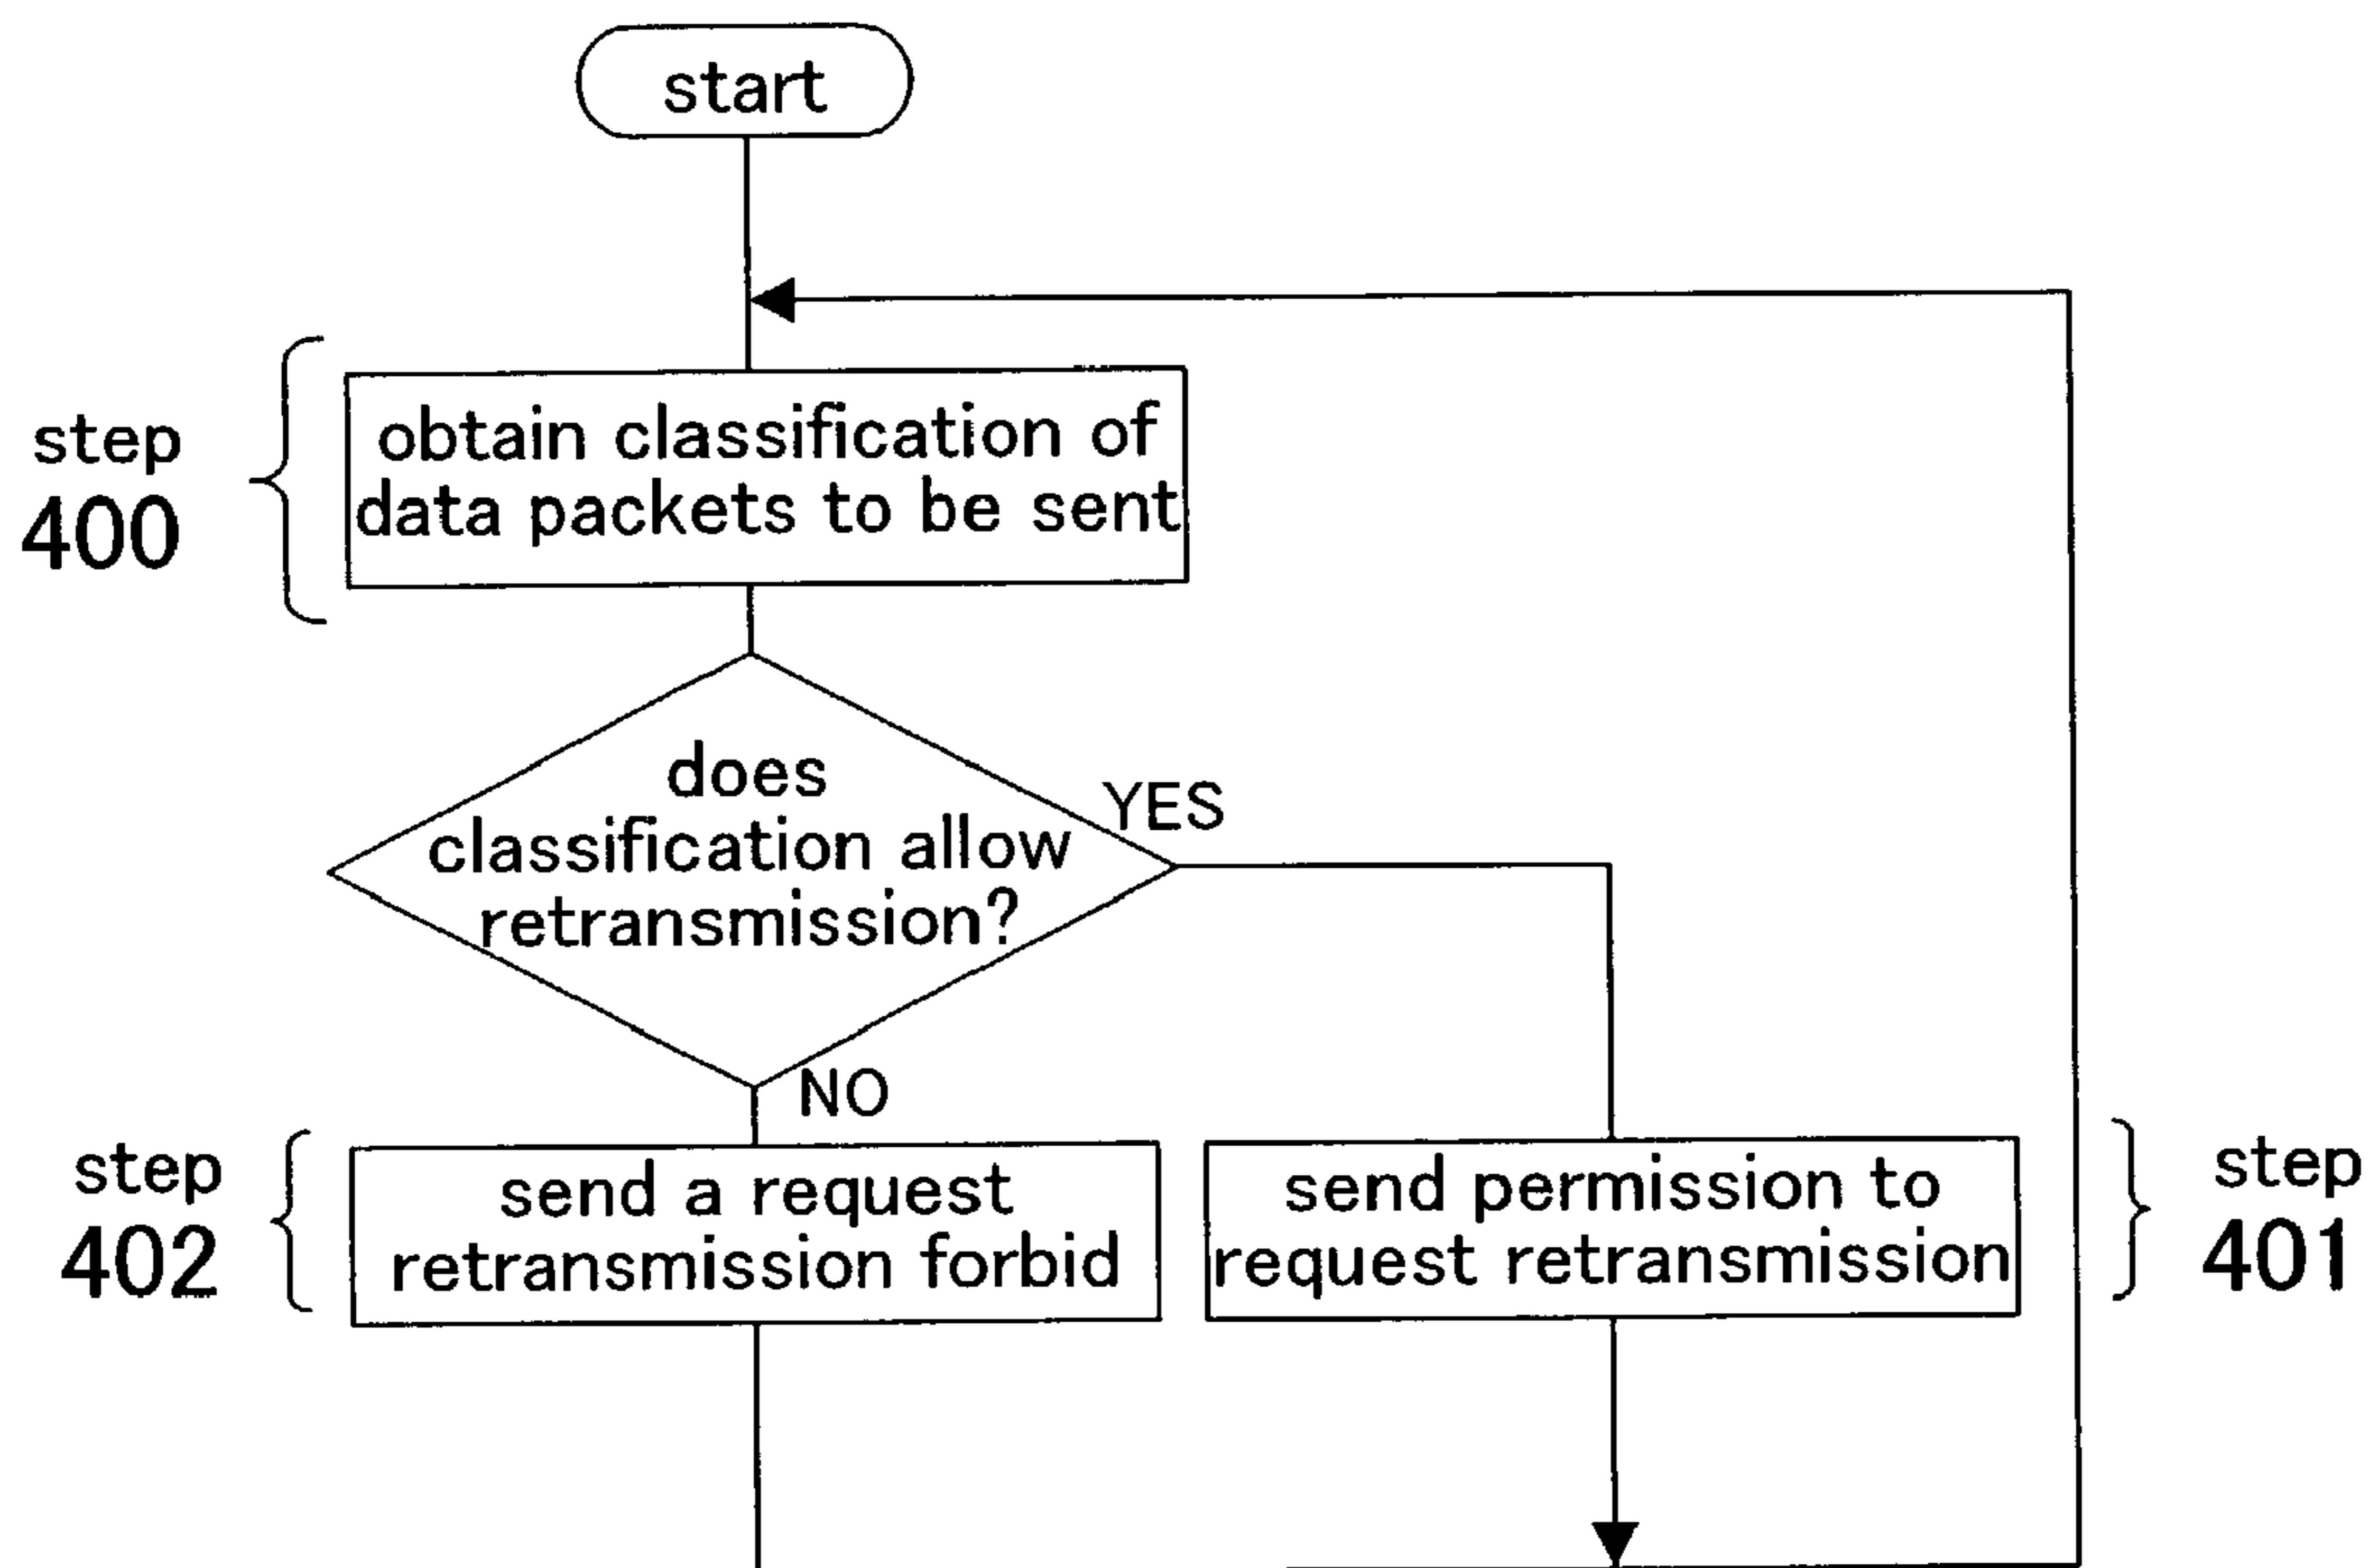 start
step
400
obtain classification of
data packets to be sent
does
classification allow
retransmission?
YES
NO
step
402
send a request
retransmission forbid
send permission to
request retransmission
step
401